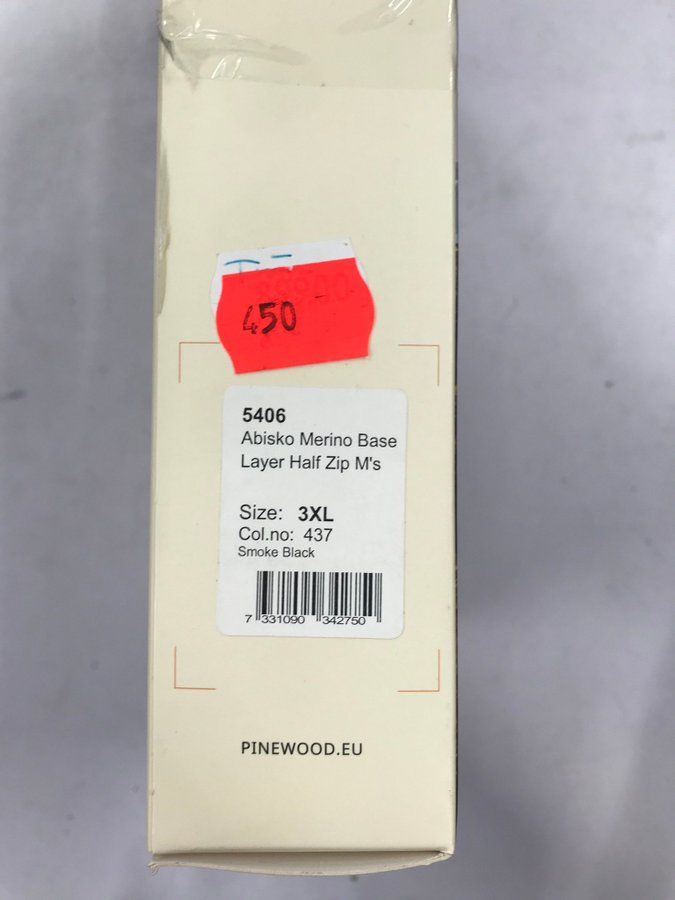 450
5406
Abisko Merino Base
Layer Half Zip M's
Size: 3XL
Col.no: 437
Smoke Black
7 331090 342750
PINEWOOD.EU